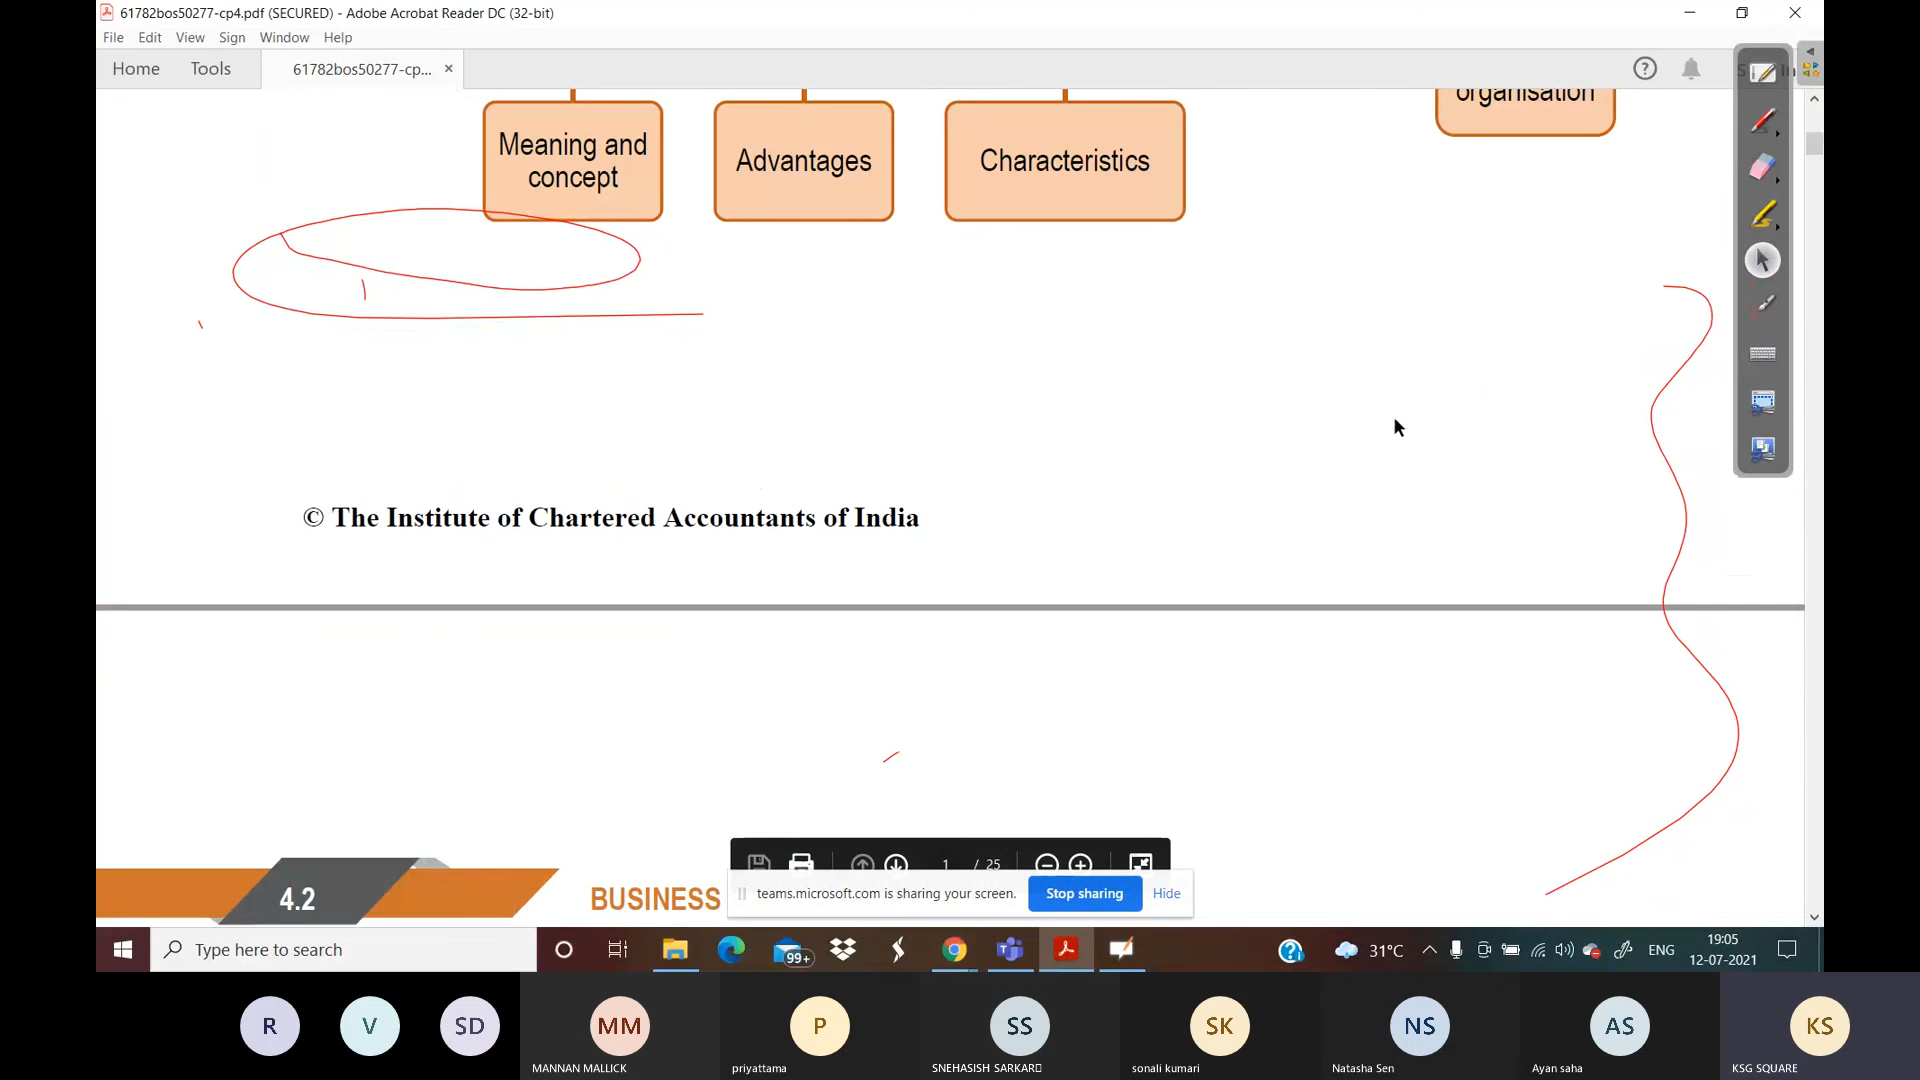 61782bos50277-cp4.pdf (SECURED) - Adobe Acrobat Reader DC (32-bit)
File Edit View Sign Window Help
Home Tools 61782bos50277-cp... ×
organisation
Meaning and
concept
Advantages
Characteristics
© The Institute of Chartered Accountants of India
1 / 25
4.2
BUSINESS
teams.microsoft.com is sharing your screen. Stop sharing Hide
Type here to search
99+
31°C
ENG
19:05
12-07-2021
R V SD MM P SS SK NS AS KS
MANNAN MALLICK priyattama SNEHASISH SARKAR sonali kumari Natasha Sen Ayan saha KSG SQUARE